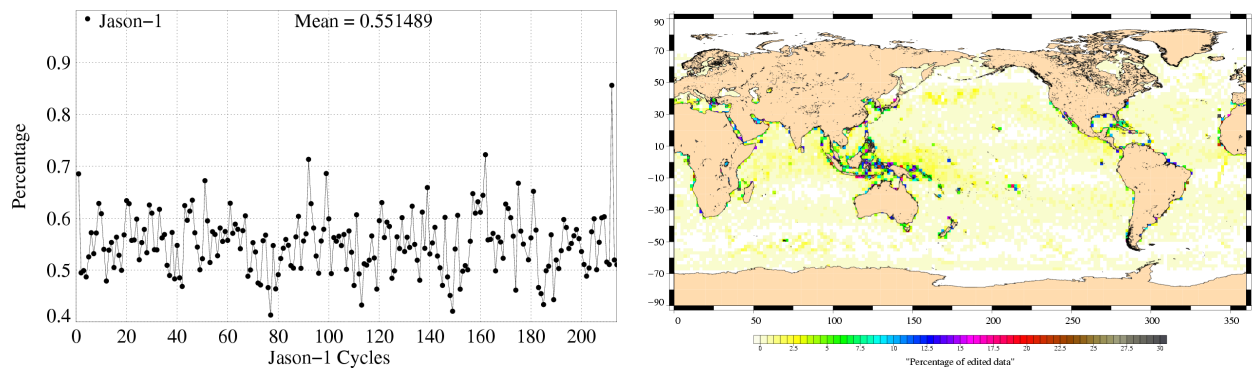 Jason−1
Mean = 0.551489
0.9
0.8
0.7
0.6
0.5
0.4
Percentage
0 20 40 60 80 100 120 140 160 180 200
Jason−1 Cycles
90
70
50
30
10
−10
−30
−50
−70
−90
0 50 100 150 200 250 300 350
0 2.5 5 7.5 10 12.5 15 17.5 20 22.5 25 27.5 30
"Percentage of edited data"